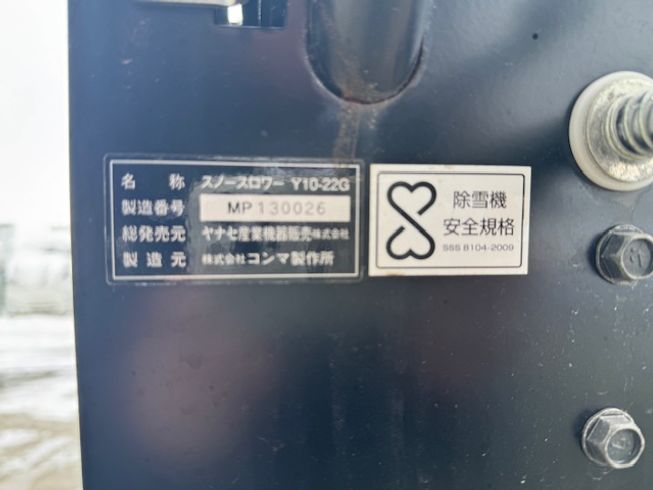 名 称 スノーブロワー Y10-22G
製造番号 MP 130026
総発売元 ヤナセ産業機器販売株式会社
製造元 株式会社コンマ製作所
除雪機
安全規格
SSS B104-2009